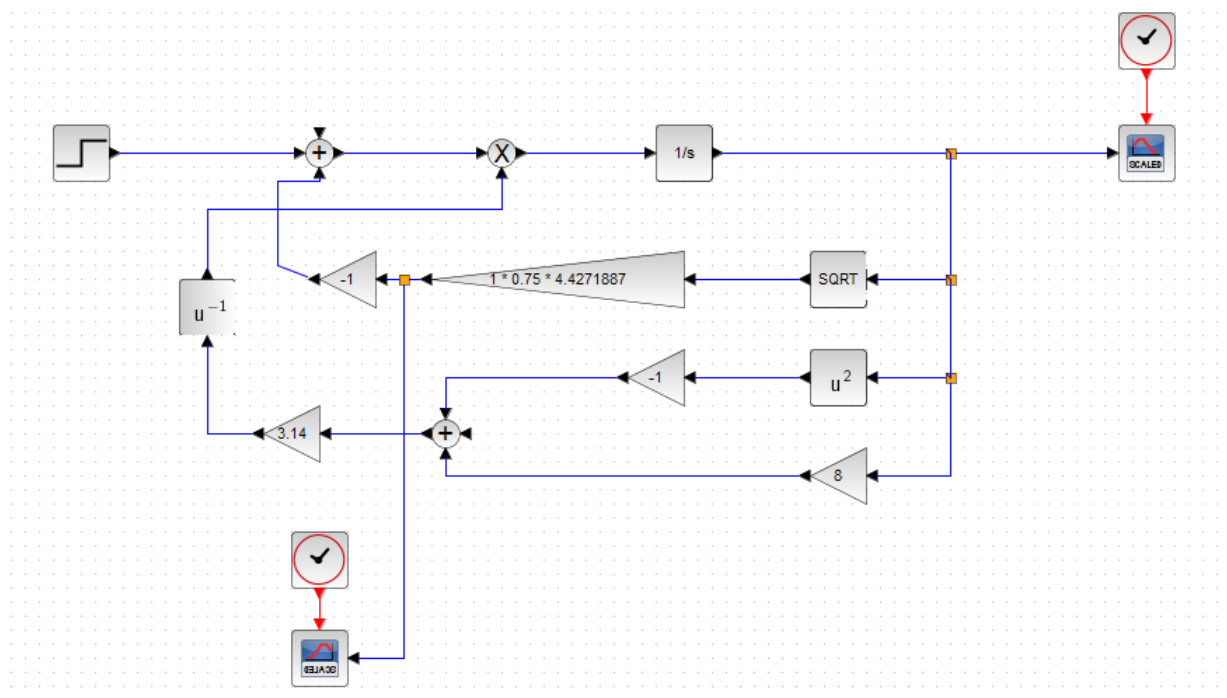 +
X
1/s
SCALED
-1
1 * 0.75 * 4.4271887
SQRT
u⁻¹
-1
u²
3.14
+
8
SCALED